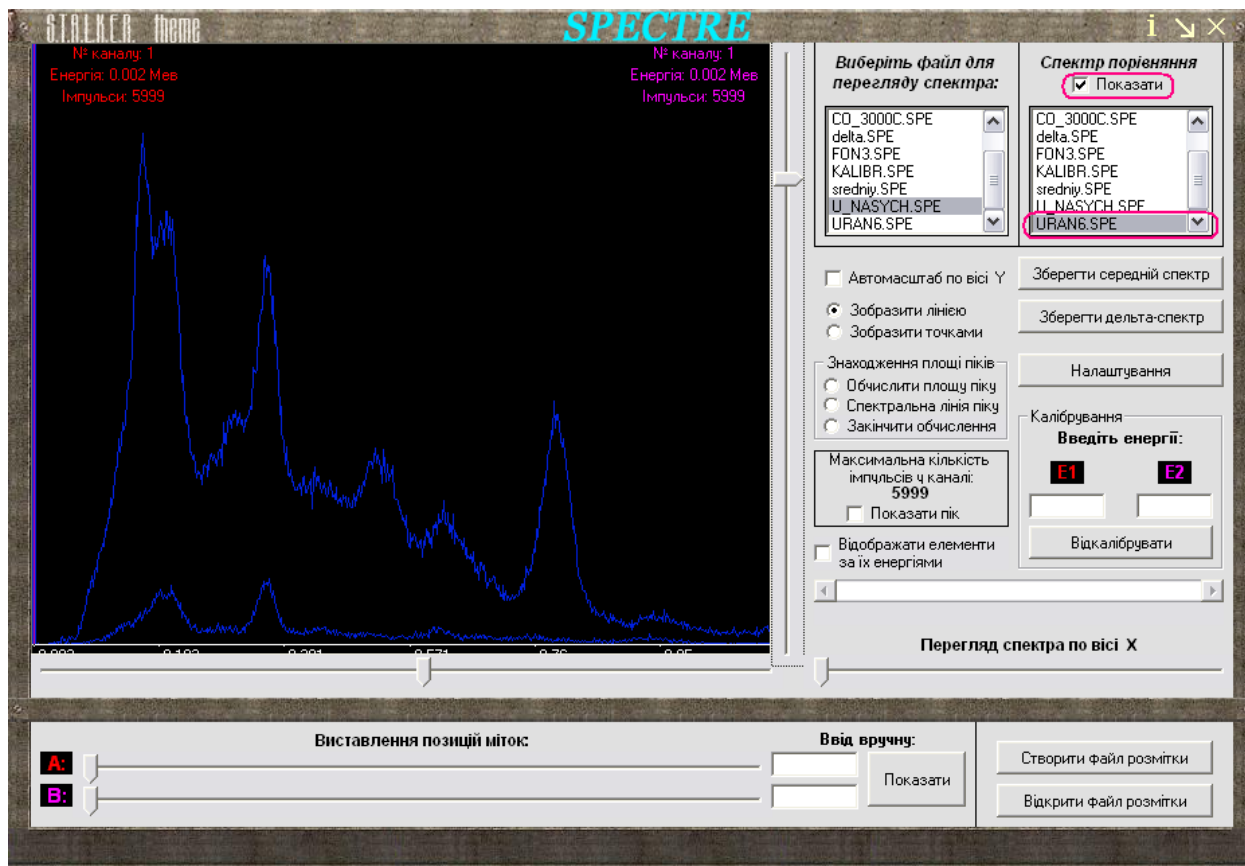 S.T.A.L.K.E.R. theme
SPECTRE
i
№ каналу: 1
Енергія: 0.002 Мев
Імпульси: 5999
№ каналу: 1
Енергія: 0.002 Мев
Імпульси: 5999
Виберіть файл для
перегляду спектра:
CO_3000C.SPE
delta.SPE
FON3.SPE
KALIBR.SPE
sredniy.SPE
U_NASYCH.SPE
URAN6.SPE
Спектр порівняння
Показати
CO_3000C.SPE
delta.SPE
FON3.SPE
KALIBR.SPE
sredniy.SPE
U_NASYCH.SPE
URAN6.SPE
Автомасштаб по вісі Y
Зобразити лінією
Зобразити точками
Знаходження площі піків
Обчислити площу піку
Спектральна лінія піку
Закінчити обчислення
Максимальна кількість
імпульсів у каналі:
5999
Показати пік
Відображати елементи
за їх енергіями
Зберегти середній спектр
Зберегти дельта-спектр
Налаштування
Калібрування
Введіть енергії:
E1 E2
Відкалібрувати
0.571 0.76 0.95
Перегляд спектра по вісі X
Виставлення позицій міток:
A:
B:
Ввід вручну:
Показати
Створити файл розмітки
Відкрити файл розмітки